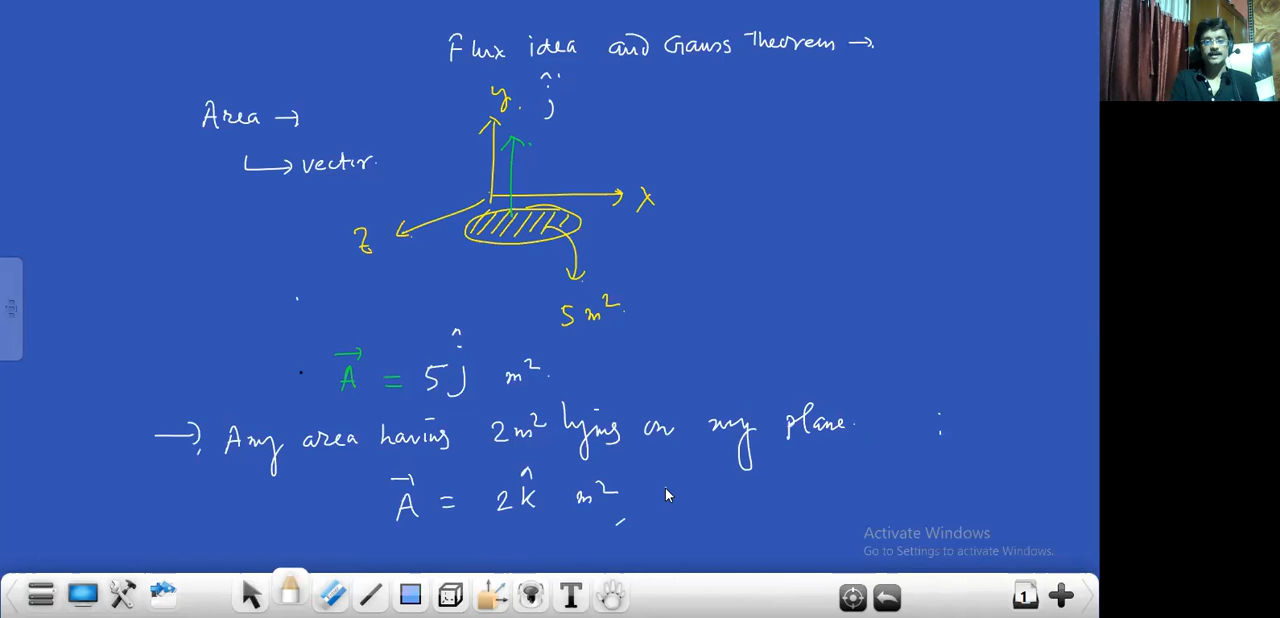 Flux idea and Gauss Theorem →
Area →
↳ vector.
y. ĵ
X
Z
5 m².
A⃗ = 5ĵ m².
→ Any area having 2m² lying on xy plane.
A⃗ = 2k̂ m²
Activate Windows
Go to Settings to activate Windows.
1